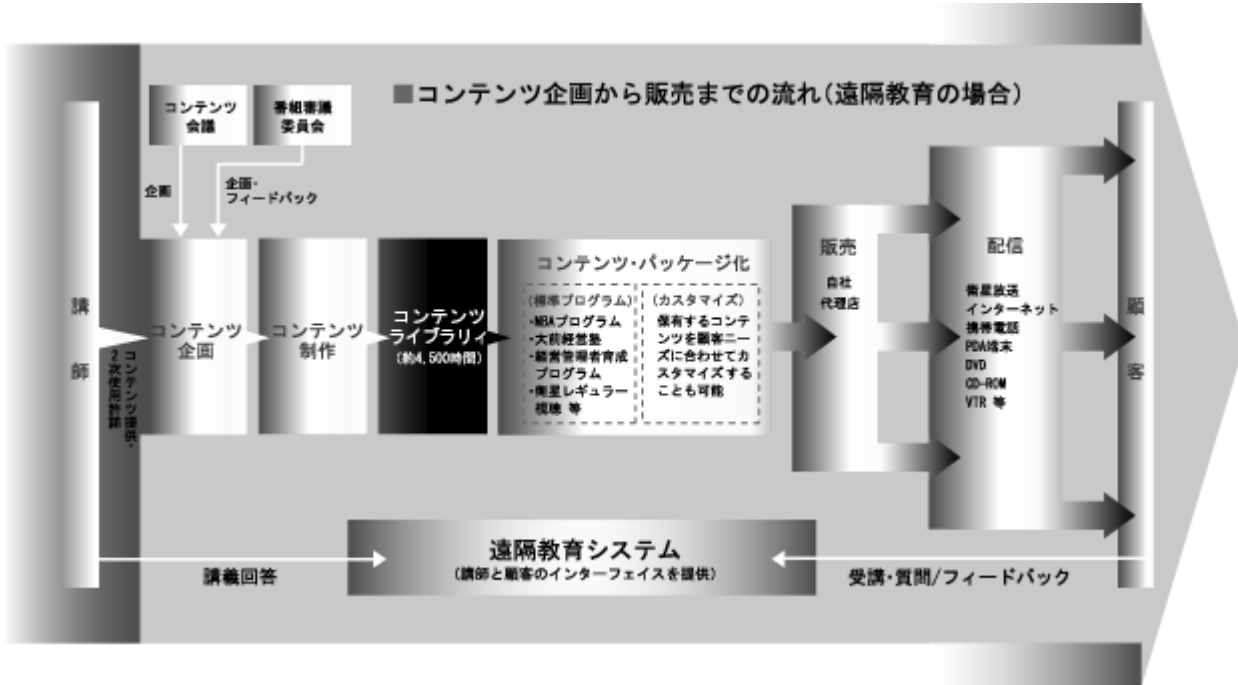 ■コンテンツ企画から販売までの流れ(遠隔教育の場合)
コンテンツ
会議
番組審議
委員会
企画
企画・
フィードバック
講師
コンテンツ提供・
2次使用許諾
コンテンツ
企画
コンテンツ
制作
コンテンツ
ライブラリィ
(約4,500時間)
コンテンツ・パッケージ化
(標準プログラム)
・MBAプログラム
・大前経営塾
・経営管理者育成
プログラム
・衛星レギュラー
視聴 等
(カスタマイズ)
保有するコンテ
ンツを顧客ニー
ズに合わせてカ
スタマイズする
ことも可能
販売
自社
代理店
配信
衛星放送
インターネット
携帯電話
PDA端末
DVD
CD-ROM
VTR 等
顧客
遠隔教育システム
(講師と顧客のインターフェイスを提供)
講義回答
受講・質問/フィードバック